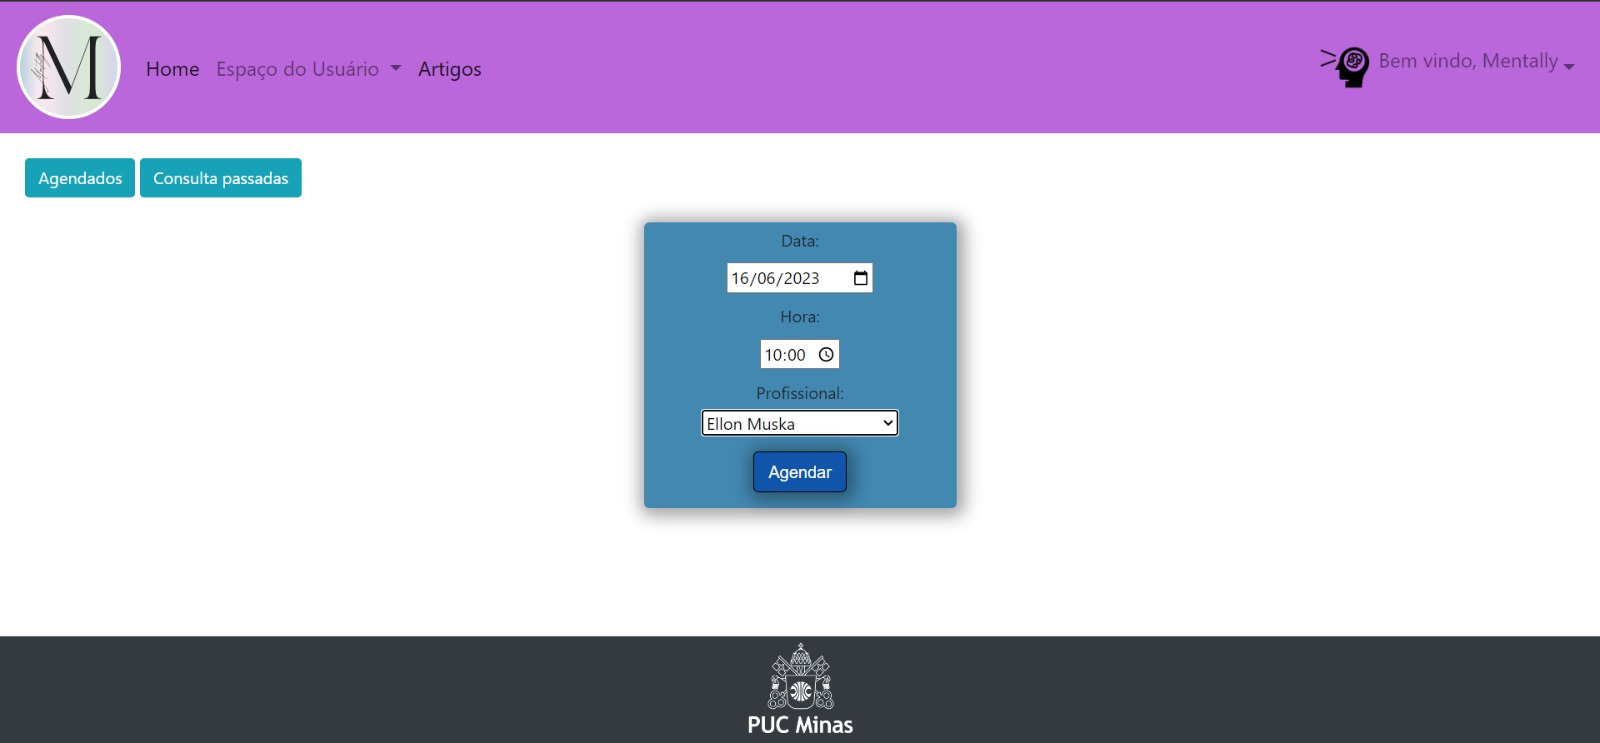 M
Home Espaço do Usuário Artigos
Bem vindo, Mentally
Agendados Consulta passadas
Data:
16/06/2023
Hora:
10:00
Profissional:
Ellon Muska
Agendar
PUC Minas